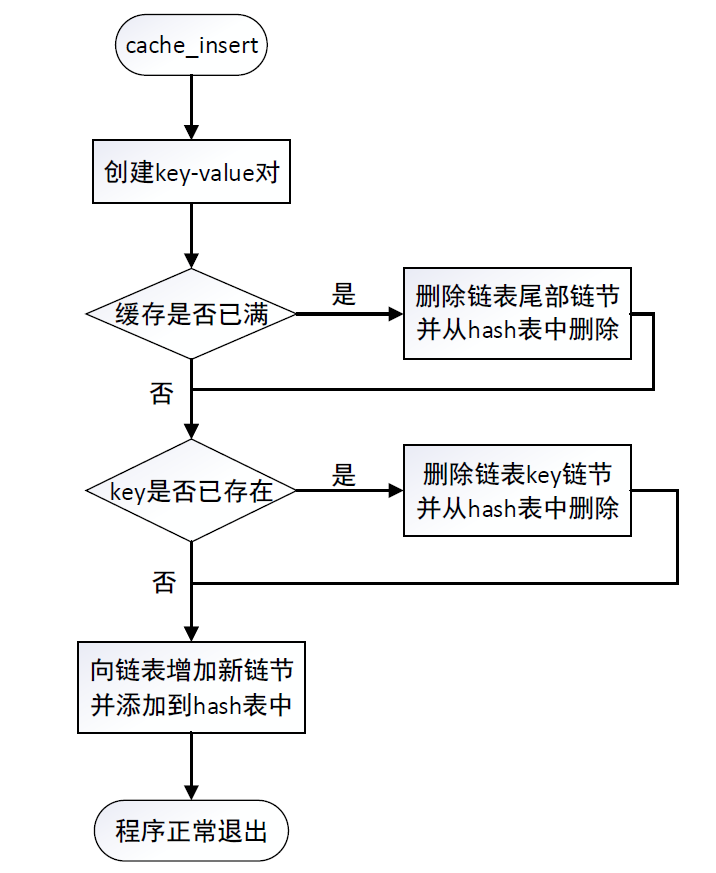 cache_insert
创建key-value对
缓存是否已满
是
删除链表尾部链节
并从hash表中删除
否
key是否已存在
是
删除链表key链节
并从hash表中删除
否
向链表增加新链节
并添加到hash表中
程序正常退出